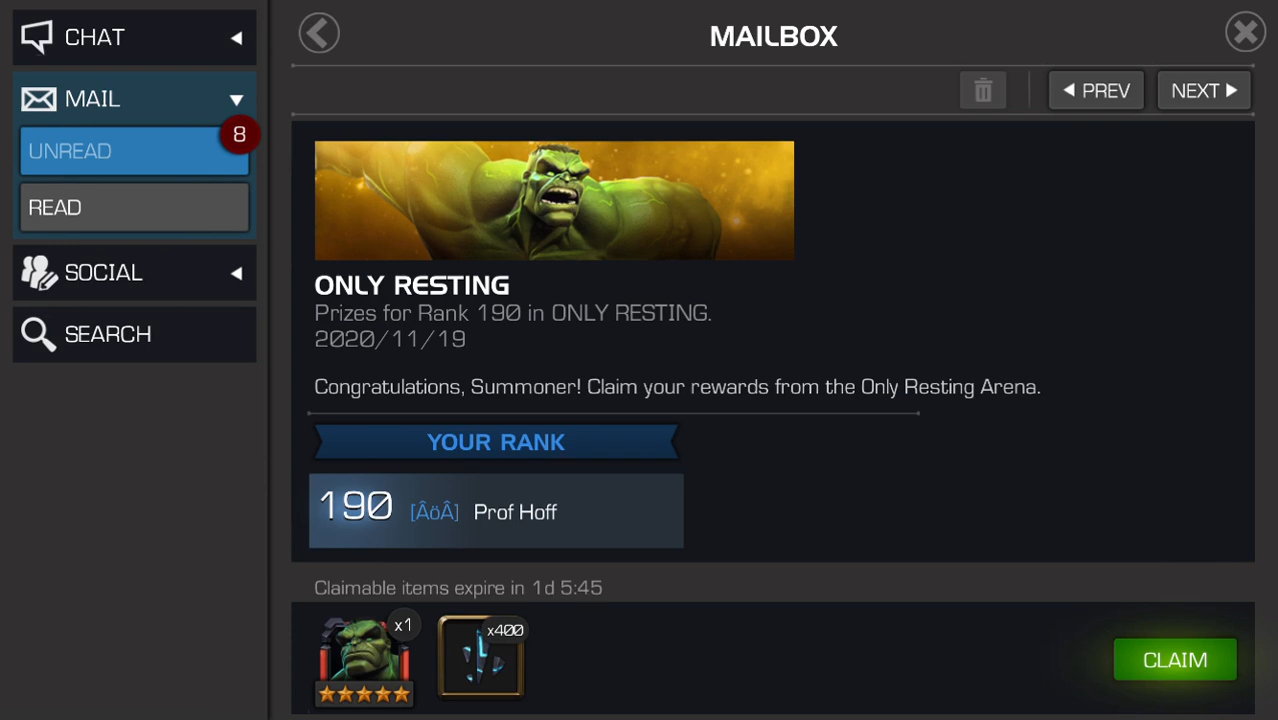 CHAT
MAIL
UNREAD
8
READ
SOCIAL
SEARCH
MAILBOX
PREV
NEXT
ONLY RESTING
Prizes for Rank 190 in ONLY RESTING.
2020/11/19
Congratulations, Summoner! Claim your rewards from the Only Resting Arena.
YOUR RANK
190 [ÂöÂ] Prof Hoff
Claimable items expire in 1d 5:45
x1
x400
CLAIM